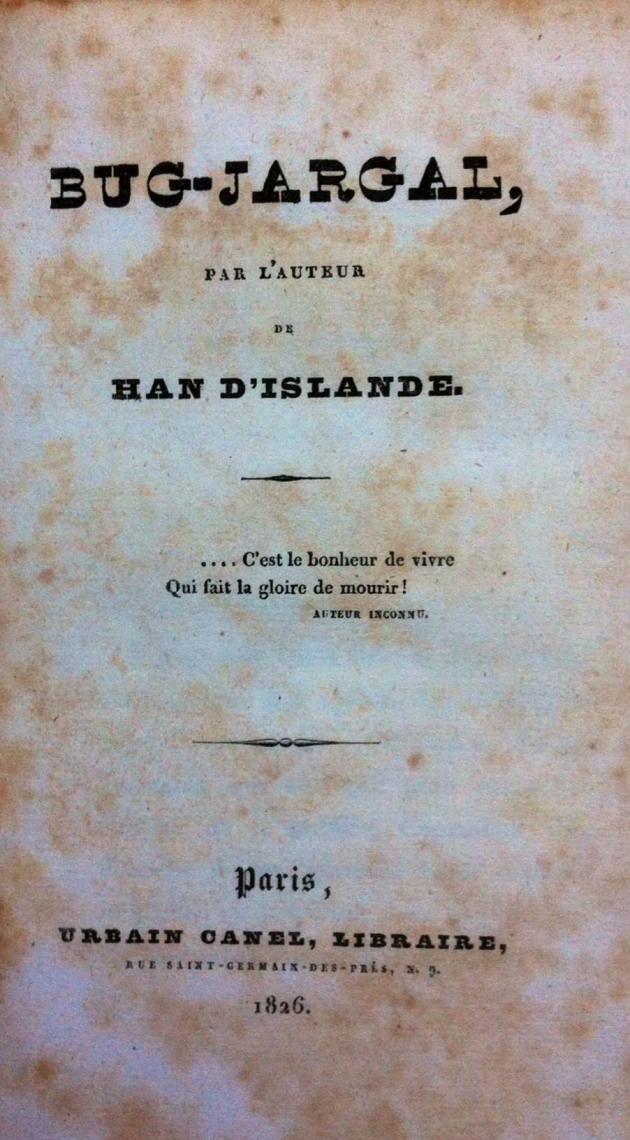 BUG-JARGAL,
PAR L'AUTEUR
DE
HAN D'ISLANDE.
.... C'est le bonheur de vivre
Qui fait la gloire de mourir!
AUTEUR INCONNU.
Paris,
URBAIN CANEL, LIBRAIRE,
RUE SAINT-GERMAIN-DES-PRÉS, N. 9.
1826.